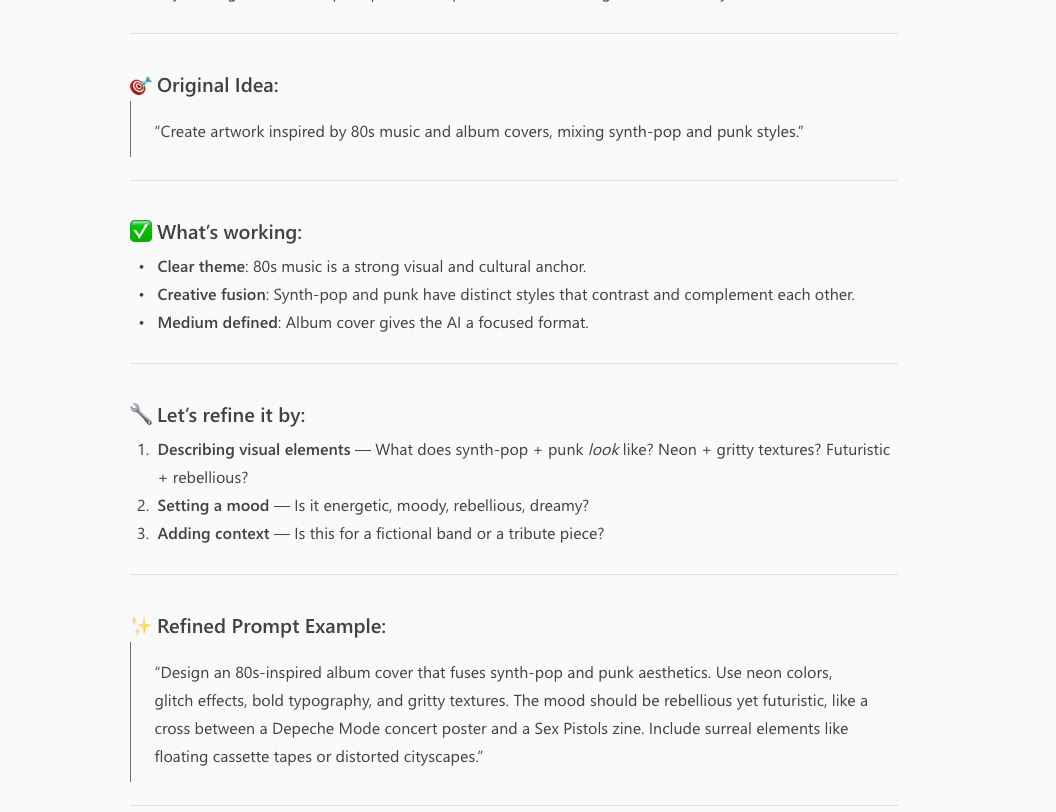 Original Idea:
“Create artwork inspired by 80s music and album covers, mixing synth-pop and punk styles.”
What’s working:
• Clear theme: 80s music is a strong visual and cultural anchor.
• Creative fusion: Synth-pop and punk have distinct styles that contrast and complement each other.
• Medium defined: Album cover gives the AI a focused format.
Let’s refine it by:
1. Describing visual elements — What does synth-pop + punk look like? Neon + gritty textures? Futuristic
+ rebellious?
2. Setting a mood — Is it energetic, moody, rebellious, dreamy?
3. Adding context — Is this for a fictional band or a tribute piece?
Refined Prompt Example:
“Design an 80s-inspired album cover that fuses synth-pop and punk aesthetics. Use neon colors,
glitch effects, bold typography, and gritty textures. The mood should be rebellious yet futuristic, like a
cross between a Depeche Mode concert poster and a Sex Pistols zine. Include surreal elements like
floating cassette tapes or distorted cityscapes.”